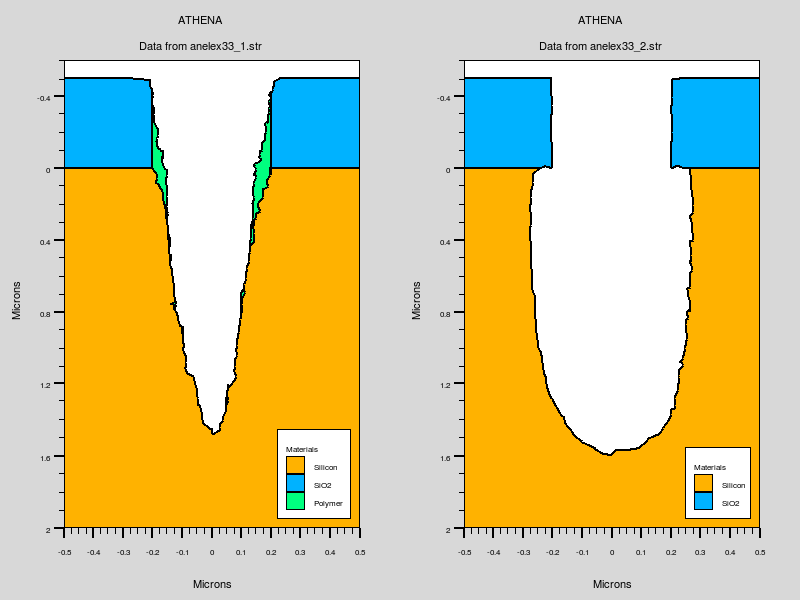 ATHENA
Data from anelex33_1.str
-0.4
0
0.4
0.8
1.2
1.6
2
Microns
-0.5 -0.4 -0.3 -0.2 -0.1 0 0.1 0.2 0.3 0.4 0.5
Microns
Materials
Silicon
SiO2
Polymer
ATHENA
Data from anelex33_2.str
-0.4
0
0.4
0.8
1.2
1.6
2
Microns
-0.5 -0.4 -0.3 -0.2 -0.1 0 0.1 0.2 0.3 0.4 0.5
Microns
Materials
Silicon
SiO2